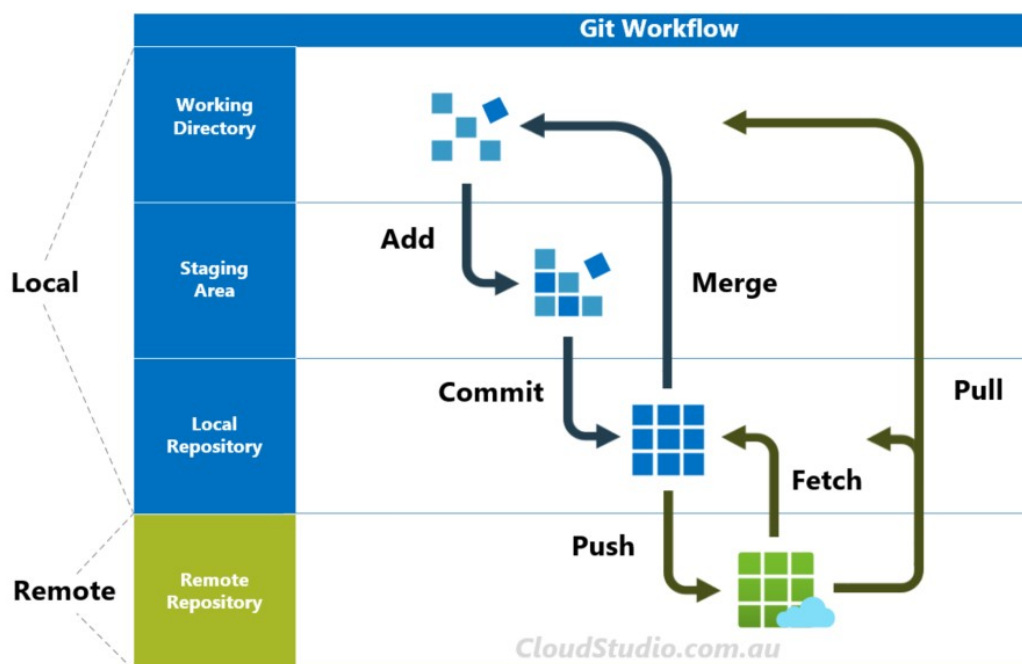 Git Workflow
Working
Directory
Add
Staging
Area
Local
Merge
Commit
Pull
Local
Repository
Fetch
Push
Remote
Remote
Repository
CloudStudio.com.au